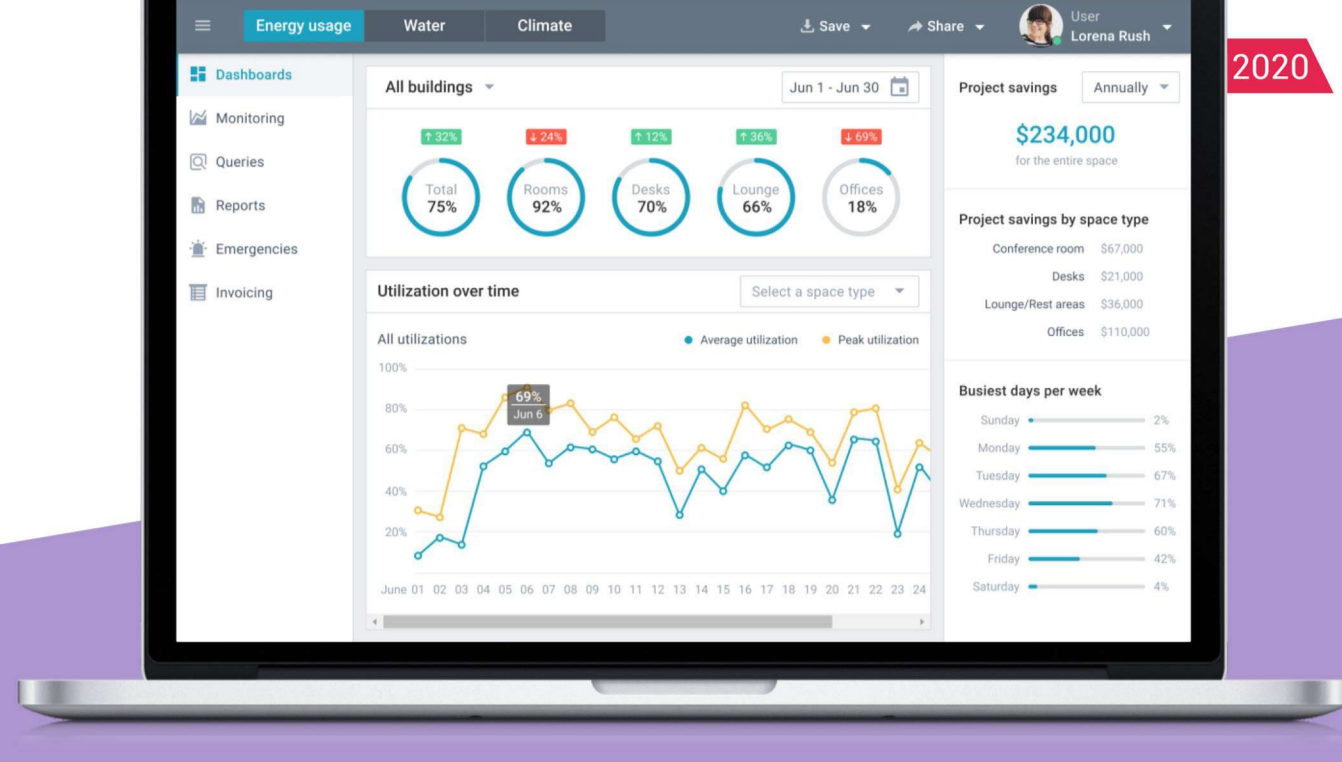 Energy usage
Water
Climate
Save
Share
User
Lorena Rush
2020
Dashboards
Monitoring
Queries
Reports
Emergencies
Invoicing
All buildings
Jun 1 - Jun 30
↑ 32%
↓ 24%
↑ 12%
↑ 36%
↓ 69%
Total
75%
Rooms
92%
Desks
70%
Lounge
66%
Offices
18%
Utilization over time
Select a space type
All utilizations
Average utilization
Peak utilization
100%
80%
60%
40%
20%
69%
Jun 6
June 01 02 03 04 05 06 07 08 09 10 11 12 13 14 15 16 17 18 19 20 21 22 23 24
Project savings
Annually
$234,000
for the entire space
Project savings by space type
Conference room $67,000
Desks $21,000
Lounge/Rest areas $36,000
Offices $110,000
Busiest days per week
Sunday 2%
Monday 55%
Tuesday 67%
Wednesday 71%
Thursday 60%
Friday 42%
Saturday 4%